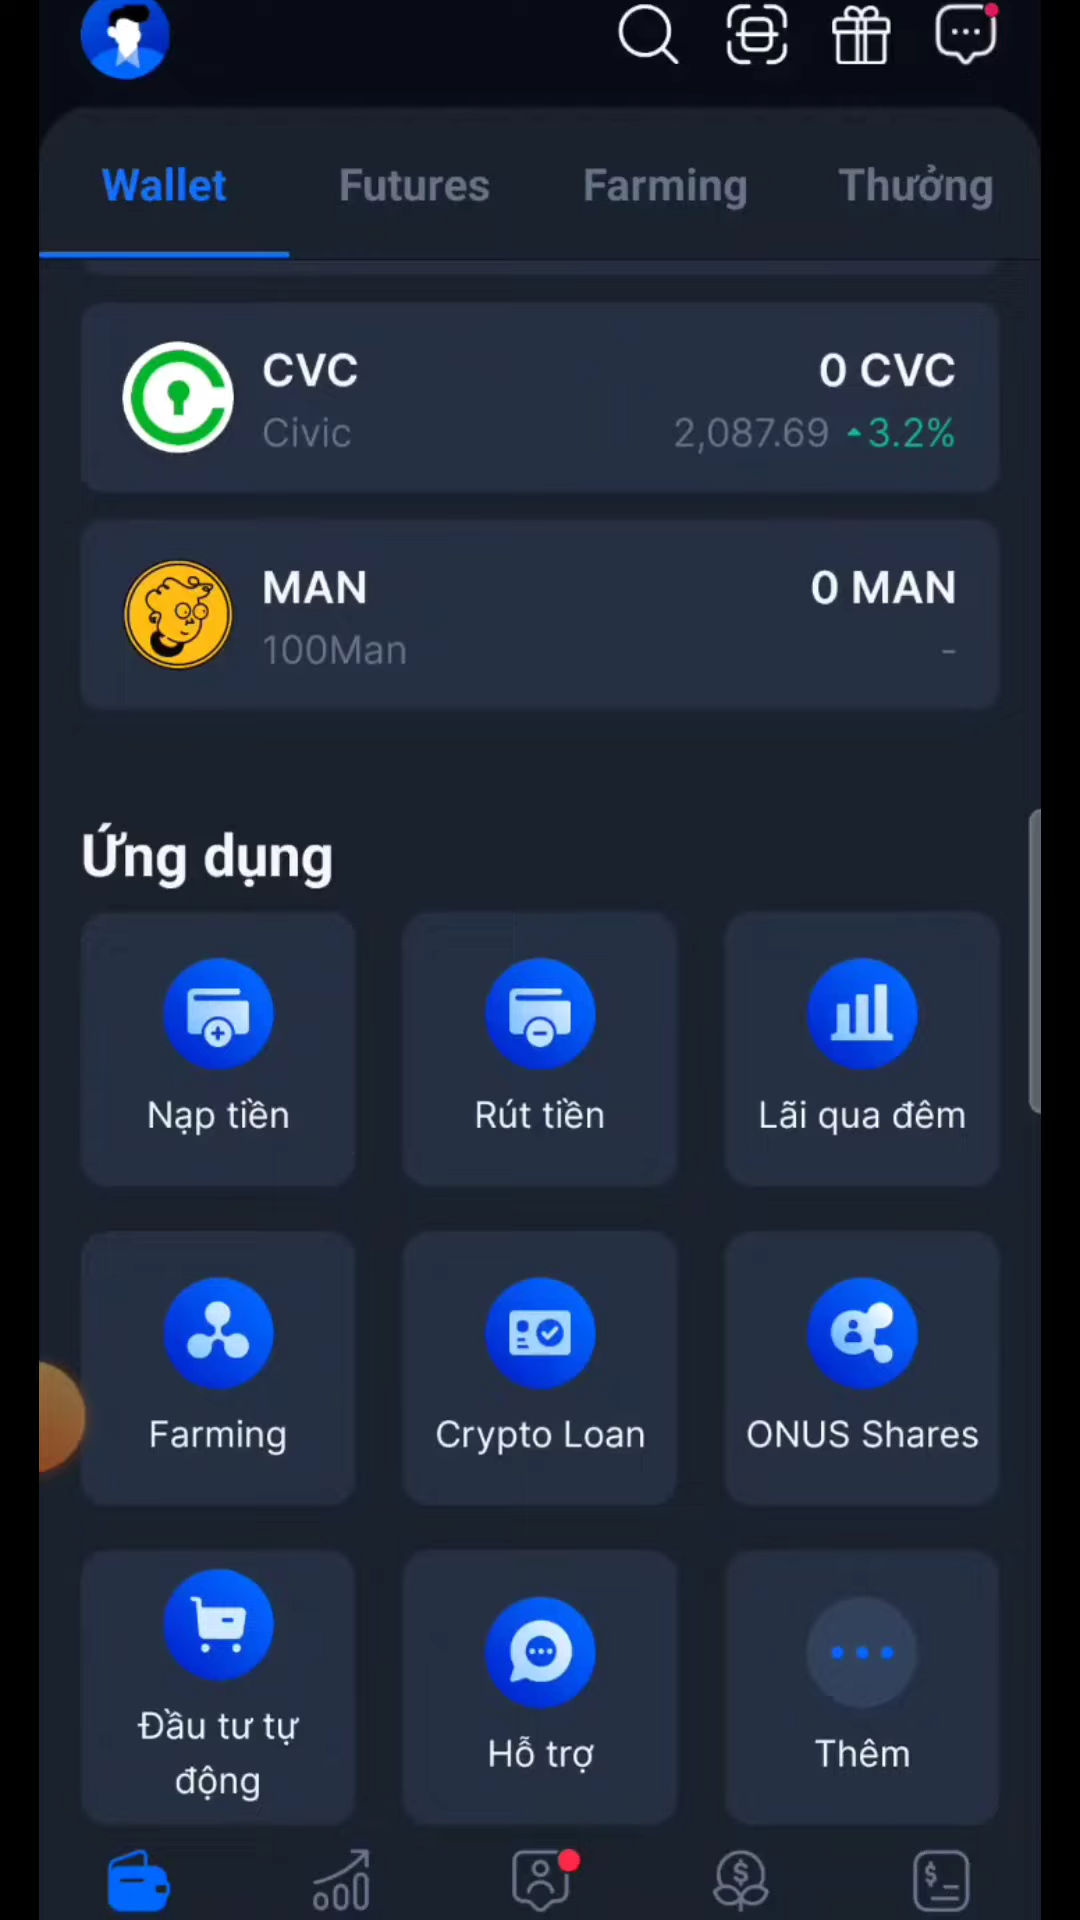 Wallet Futures Farming Thưởng
CVC 0 CVC
Civic 2,087.69 3.2%
MAN 0 MAN
100Man -
Ứng dụng
Nạp tiền Rút tiền Lãi qua đêm
Farming Crypto Loan ONUS Shares
Đầu tư tự động Hỗ trợ Thêm